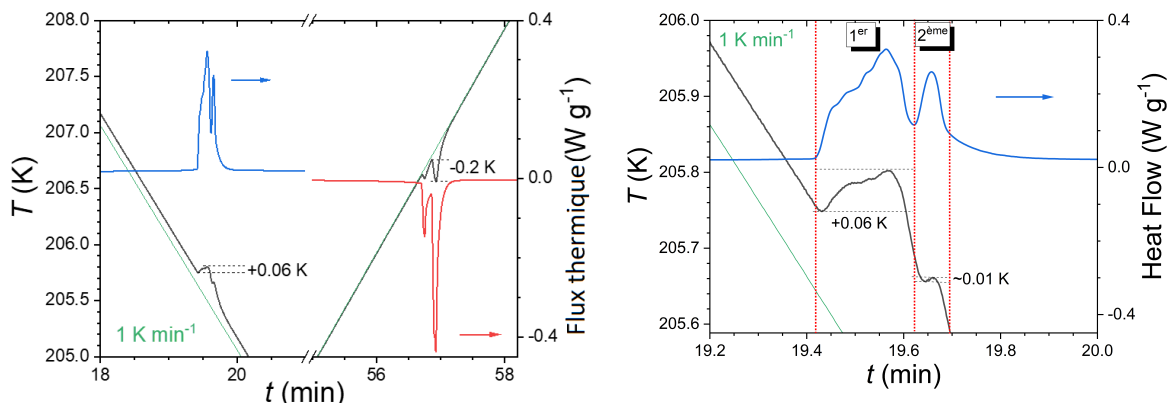 208.0
207.5
207.0
206.5
206.0
205.5
205.0
T (K)
18
20
56
58
t (min)
0.4
0.0
-0.4
Flux thermique (W g-1)
+0.06 K
-0.2 K
1 K min-1
206.0
205.9
205.8
205.7
205.6
T (K)
19.2
19.4
19.6
19.8
20.0
t (min)
0.4
0.0
-0.4
Heat Flow (W g-1)
1 K min-1
1er
2ème
+0.06 K
~0.01 K